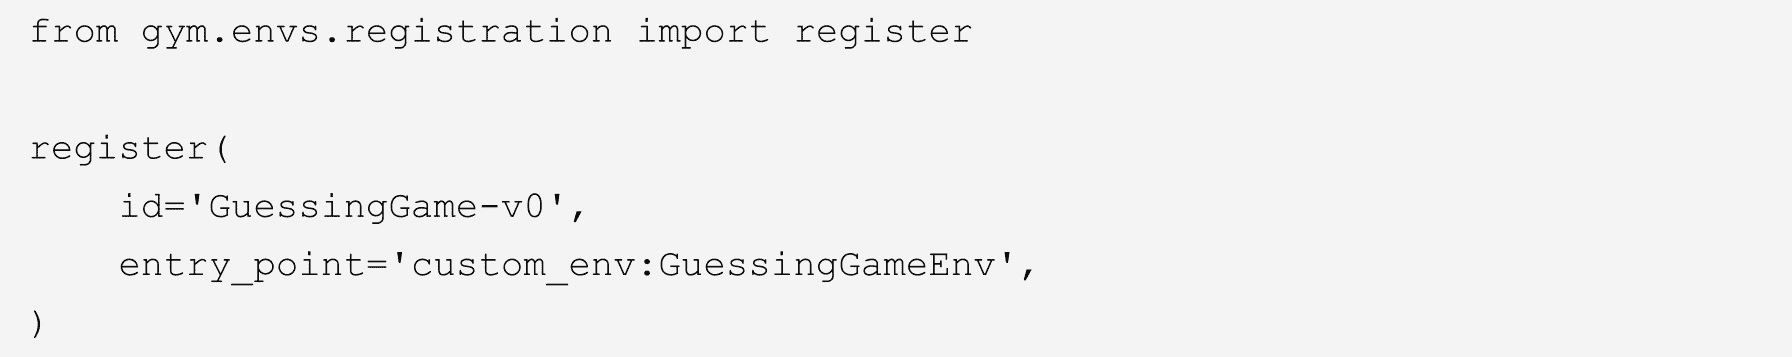 from gym.envs.registration import register
register(
    id='GuessingGame-v0',
    entry_point='custom_env:GuessingGameEnv',
)